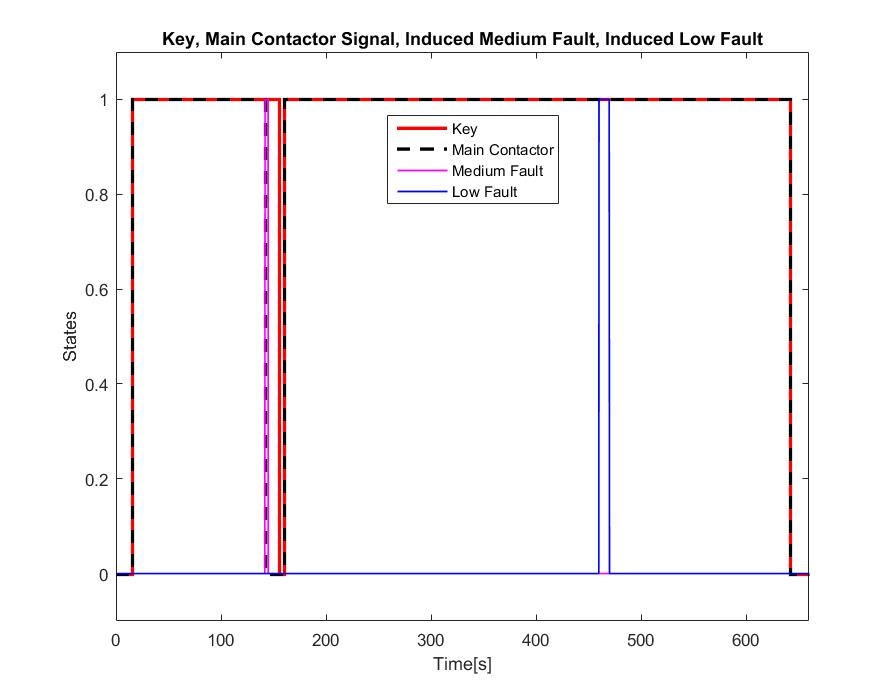 Key, Main Contactor Signal, Induced Medium Fault, Induced Low Fault
1
Key
Main Contactor
Medium Fault
Low Fault
0.8
0.6
States
0.4
0.2
0
0 100 200 300 400 500 600
Time[s]